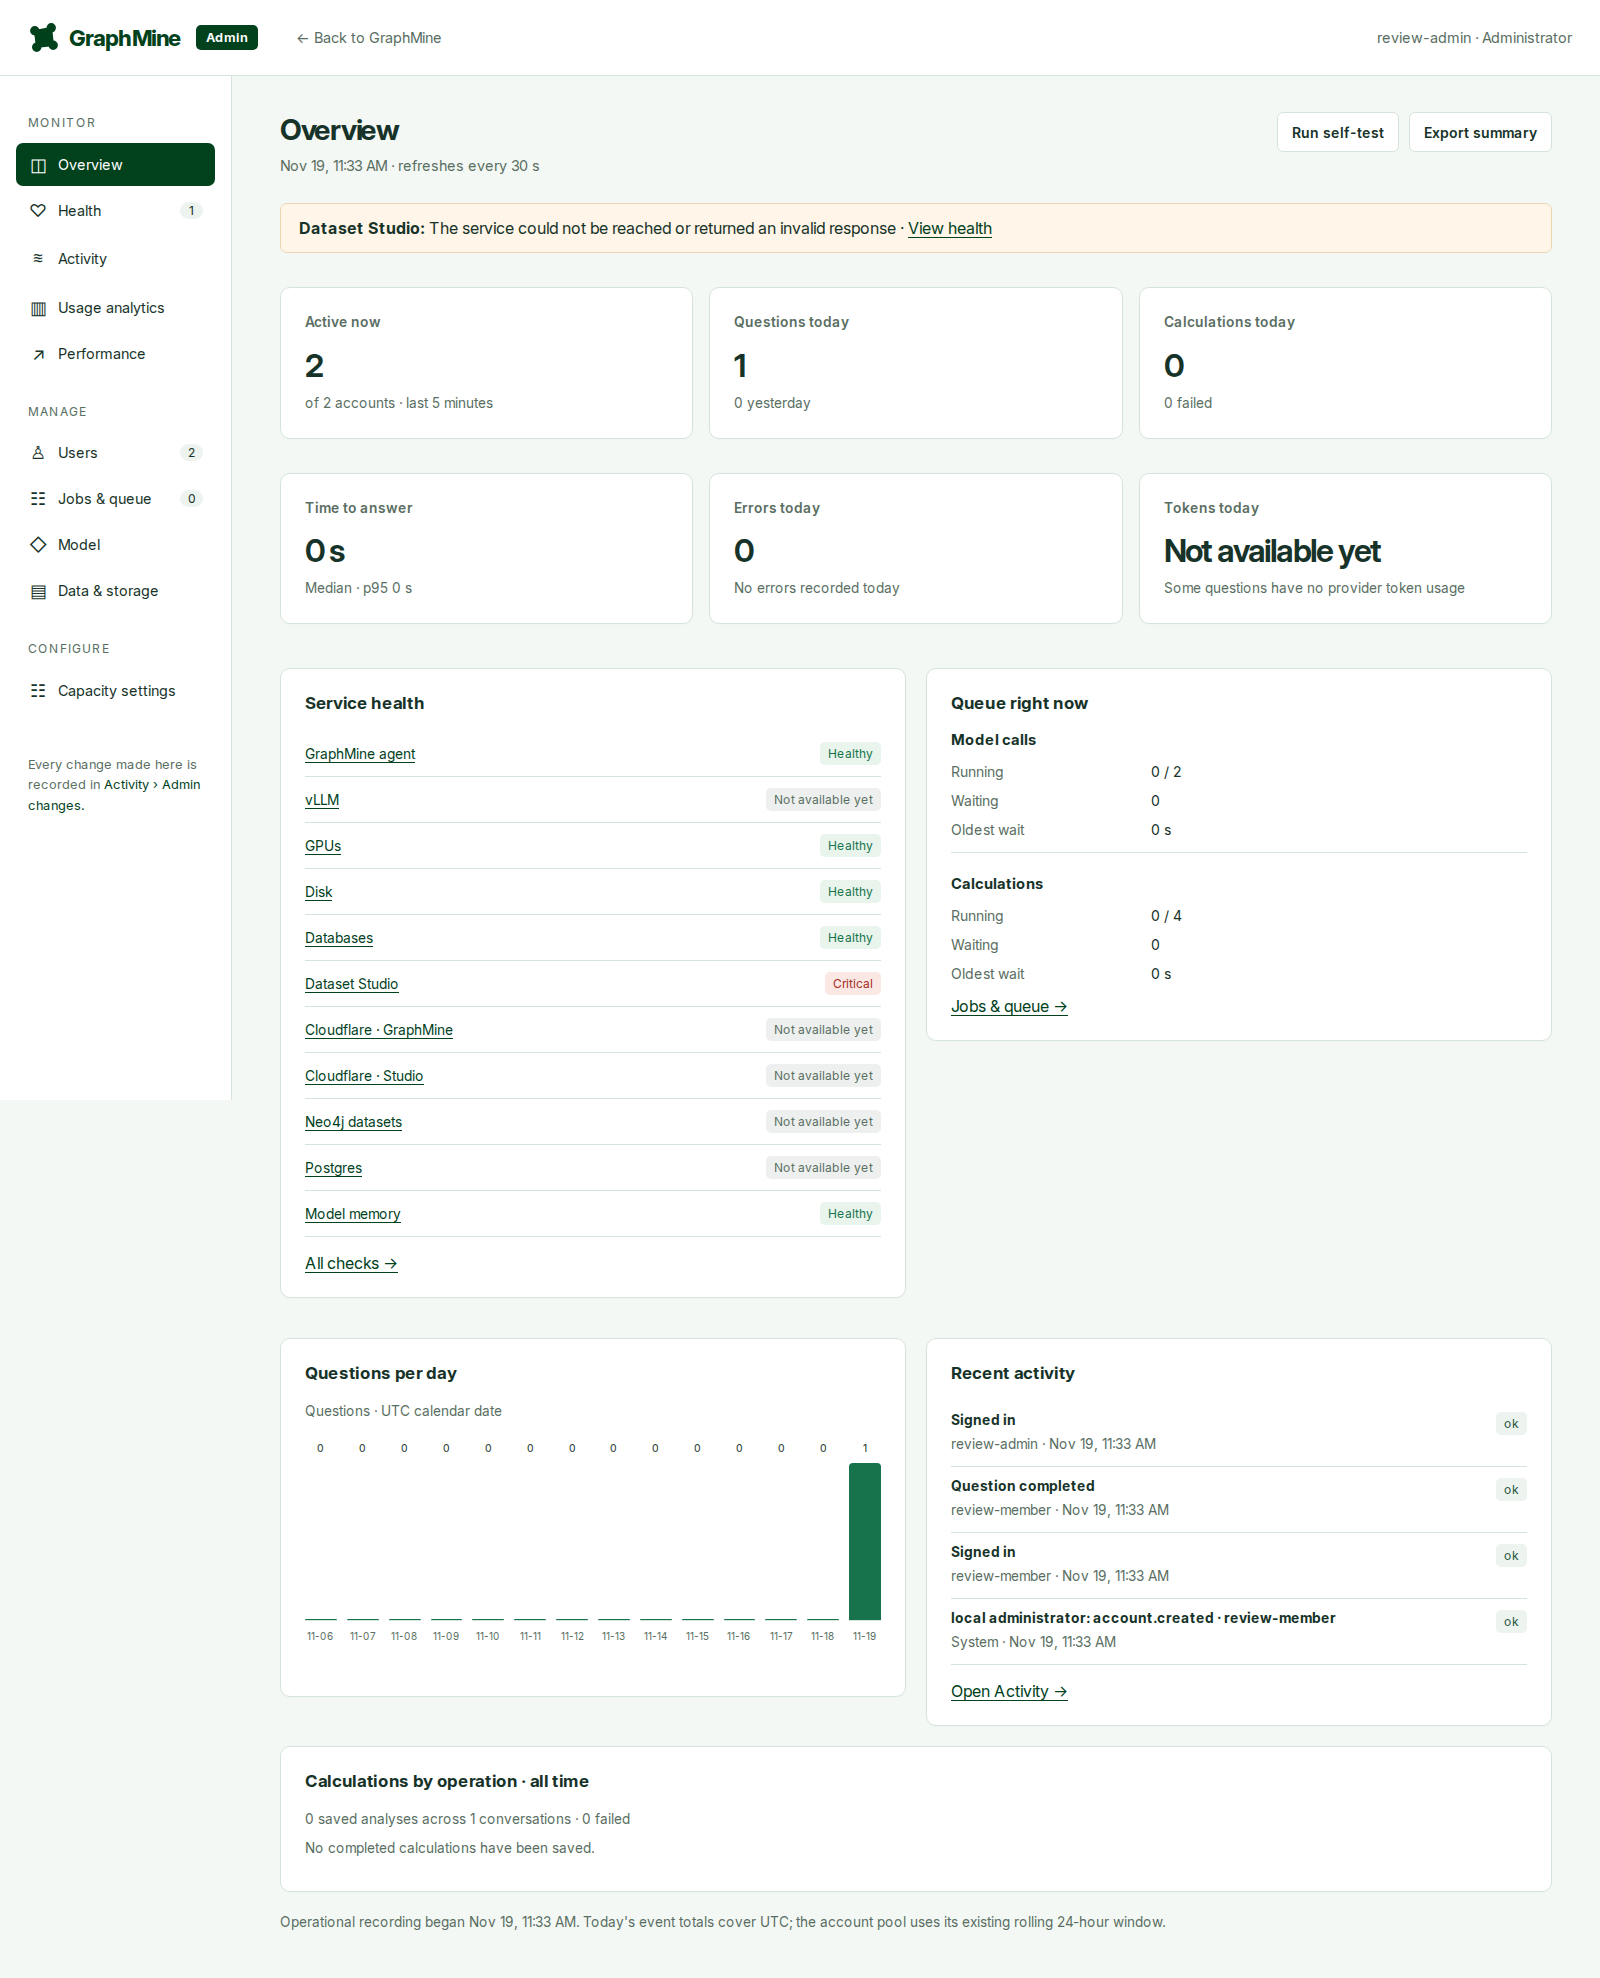 GraphMine Admin ← Back to GraphMine review-admin · Administrator
MONITOR
Overview
Health 1
Activity
Usage analytics
Performance
MANAGE
Users 2
Jobs & queue 0
Model
Data & storage
CONFIGURE
Capacity settings
Every change made here is
recorded in Activity › Admin
changes.
Overview
Run self-test Export summary
Nov 19, 11:33 AM · refreshes every 30 s
Dataset Studio: The service could not be reached or returned an invalid response · View health
Active now
2
of 2 accounts · last 5 minutes
Questions today
1
0 yesterday
Calculations today
0
0 failed
Time to answer
0 s
Median · p95 0 s
Errors today
0
No errors recorded today
Tokens today
Not available yet
Some questions have no provider token usage
Service health
GraphMine agent Healthy
vLLM Not available yet
GPUs Healthy
Disk Healthy
Databases Healthy
Dataset Studio Critical
Cloudflare · GraphMine Not available yet
Cloudflare · Studio Not available yet
Neo4j datasets Not available yet
Postgres Not available yet
Model memory Healthy
All checks →
Queue right now
Model calls
Running 0 / 2
Waiting 0
Oldest wait 0 s
Calculations
Running 0 / 4
Waiting 0
Oldest wait 0 s
Jobs & queue →
Questions per day
Questions · UTC calendar date
0 0 0 0 0 0 0 0 0 0 0 0 0 1
11-06 11-07 11-08 11-09 11-10 11-11 11-12 11-13 11-14 11-15 11-16 11-17 11-18 11-19
Recent activity
Signed in ok
review-admin · Nov 19, 11:33 AM
Question completed ok
review-member · Nov 19, 11:33 AM
Signed in ok
review-member · Nov 19, 11:33 AM
local administrator: account.created · review-member ok
System · Nov 19, 11:33 AM
Open Activity →
Calculations by operation · all time
0 saved analyses across 1 conversations · 0 failed
No completed calculations have been saved.
Operational recording began Nov 19, 11:33 AM. Today's event totals cover UTC; the account pool uses its existing rolling 24-hour window.